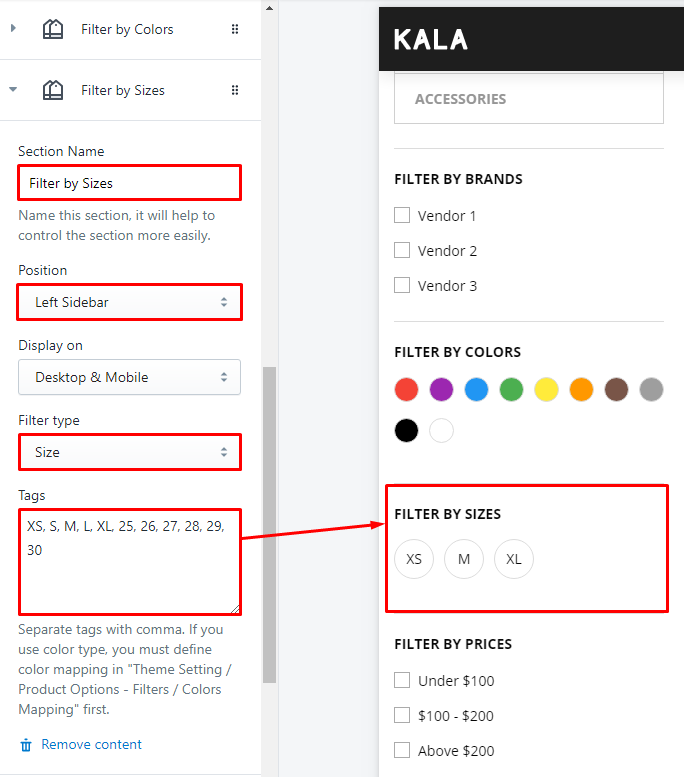 Filter by Colors
Filter by Sizes
Section Name
Filter by Sizes
Name this section, it will help to
control the section more easily.
Position
Left Sidebar
Display on
Desktop & Mobile
Filter type
Size
Tags
XS, S, M, L, XL, 25, 26, 27, 28, 29,
30
Separate tags with comma. If you
use color type, you must define
color mapping in "Theme Setting /
Product Options - Filters / Colors
Mapping" first.
Remove content
KALA
ACCESSORIES
FILTER BY BRANDS
Vendor 1
Vendor 2
Vendor 3
FILTER BY COLORS
FILTER BY SIZES
XS M XL
FILTER BY PRICES
Under $100
$100 - $200
Above $200